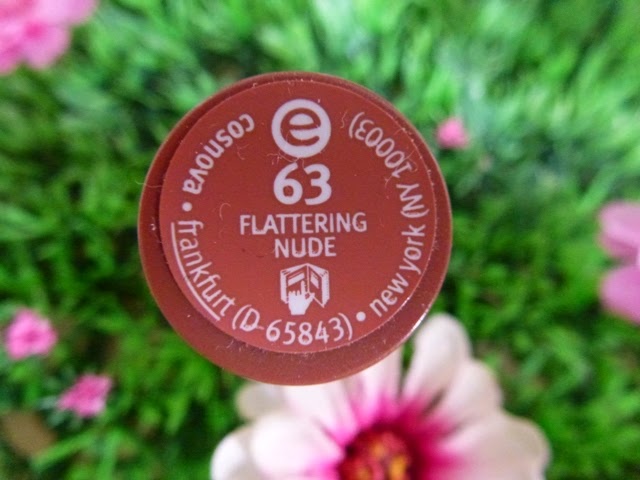 e
63
FLATTERING
NUDE
cosnova • frankfurt (D-65843) • new york (NY 10003)